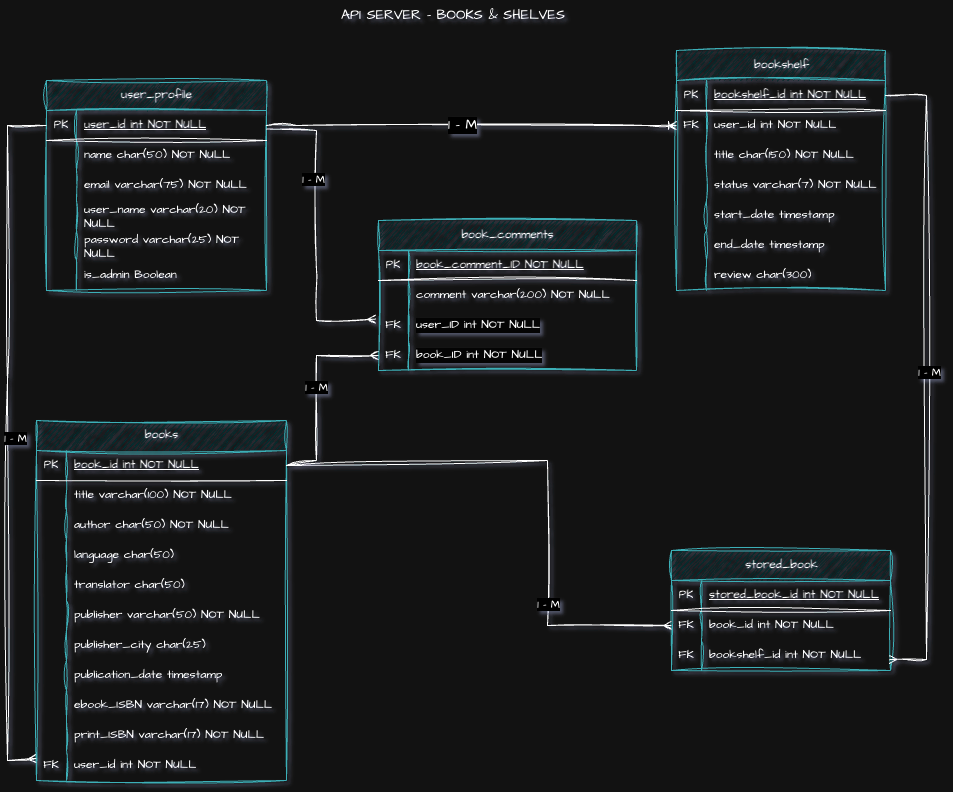 API SERVER - BOOKS & SHELVES
user_profile
PK user_id int NOT NULL
name char(50) NOT NULL
email varchar(75) NOT NULL
user_name varchar(20) NOT
NULL
password varchar(25) NOT
NULL
is_admin Boolean
bookshelf
PK bookshelf_id int NOT NULL
FK user_id int NOT NULL
title char(150) NOT NULL
status varchar(7) NOT NULL
start_date timestamp
end_date timestamp
review char(300)
1 - M
1 - M
book_comments
PK book_comment_ID NOT NULL
comment varchar(200) NOT NULL
FK user_ID int NOT NULL
FK book_ID int NOT NULL
1 - M
1 - M
1 - M
books
PK book_id int NOT NULL
title varchar(100) NOT NULL
author char(50) NOT NULL
language char(50)
translator char(50)
publisher varchar(50) NOT NULL
publisher_city char(25)
publication_date timestamp
ebook_ISBN varchar(17) NOT NULL
print_ISBN varchar(17) NOT NULL
FK user_id int NOT NULL
1 - M
stored_book
PK stored_book_id int NOT NULL
FK book_id int NOT NULL
FK bookshelf_id int NOT NULL